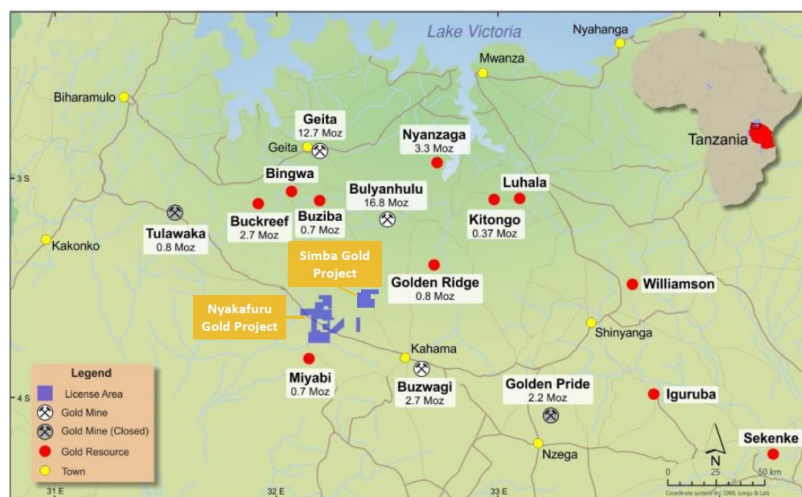 Lake Victoria
Nyahanga
Mwanza
Biharamulo
Tanzania
Geita
12.7 Moz
Geita
Nyanzaga
3.3 Moz
3 S
Bingwa
Bulyanhulu
16.8 Moz
Luhala
Buckreef
2.7 Moz
Buziba
0.7 Moz
Kitongo
0.37 Moz
Tulawaka
0.8 Moz
Kakonko
Simba Gold
Project
Golden Ridge
0.8 Moz
Williamson
Nyakafuru
Gold Project
Shinyanga
Kahama
Miyabi
0.7 Moz
Buzwagi
2.7 Moz
Golden Pride
2.2 Moz
Iguruba
4 S
Legend
License Area
Gold Mine
Gold Mine (Closed)
Gold Resource
Town
Nzega
Sekenke
N
0 25 50 km
31 E
32 E
33 E